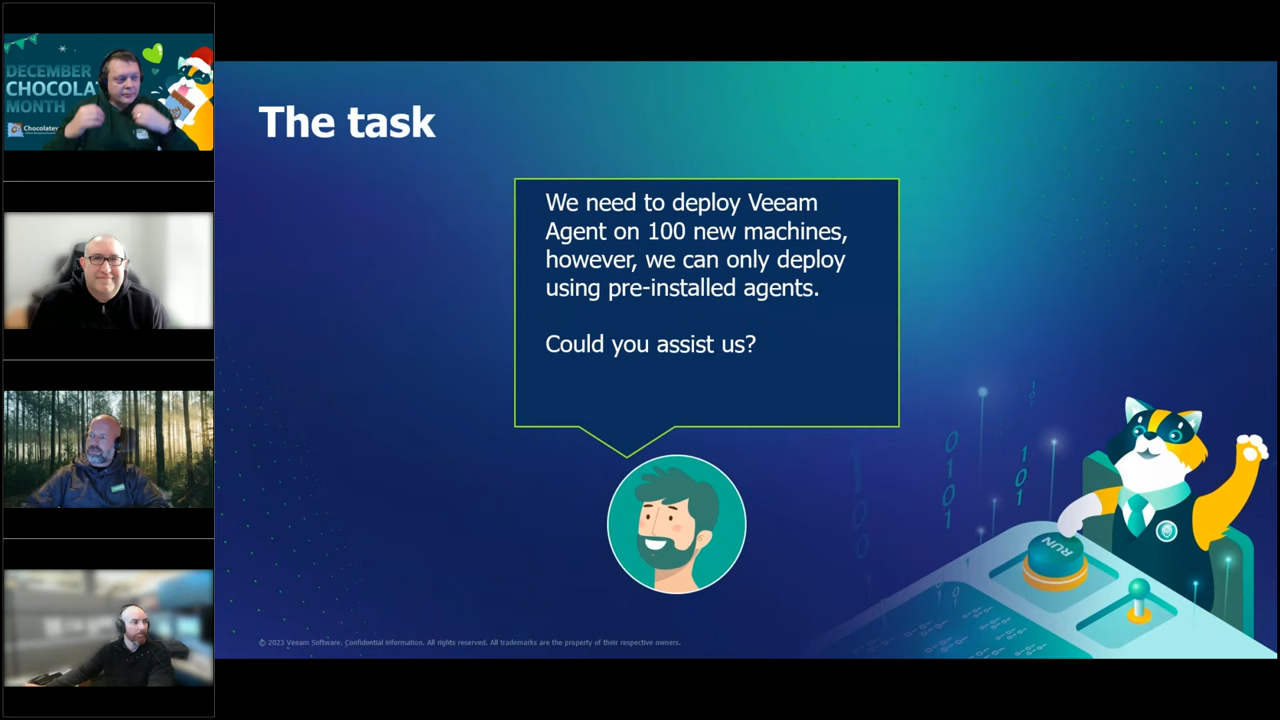 DECEMBER
CHOCOLA
MONTH
Chocolatey
The task
We need to deploy Veeam
Agent on 100 new machines,
however, we can only deploy
using pre-installed agents.
Could you assist us?
RUN
© 2023 Veeam Software. Confidential information. All rights reserved. All trademarks are the property of their respective owners.